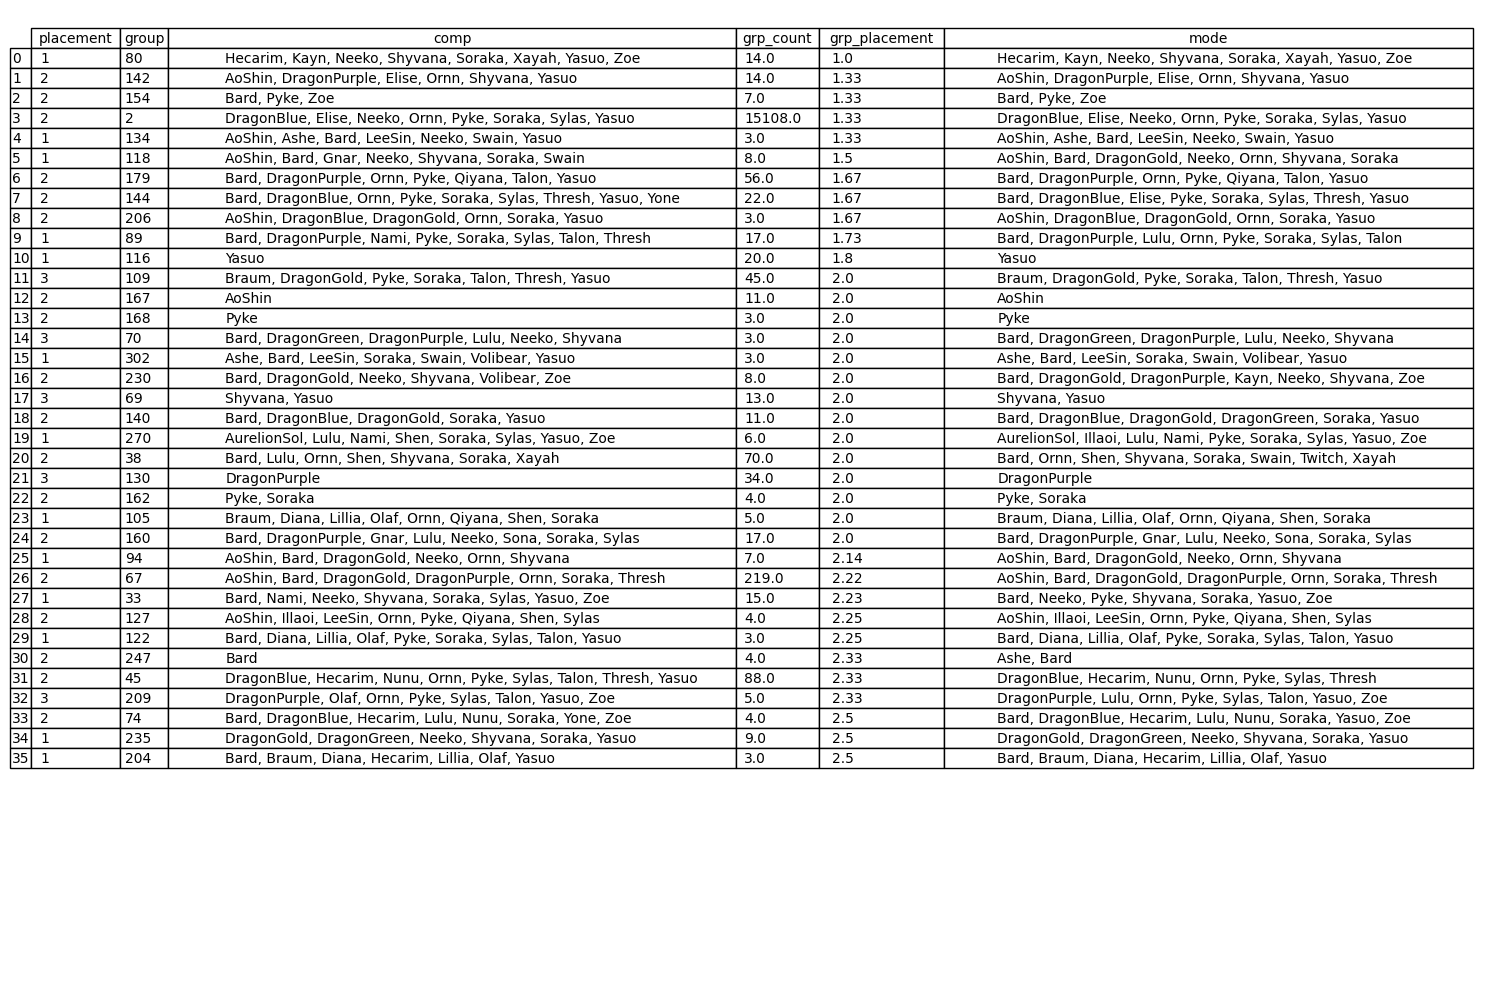 placement group comp grp_count grp_placement mode
0 1 80 Hecarim, Kayn, Neeko, Shyvana, Soraka, Xayah, Yasuo, Zoe 14.0 1.0 Hecarim, Kayn, Neeko, Shyvana, Soraka, Xayah, Yasuo, Zoe
1 2 142 AoShin, DragonPurple, Elise, Ornn, Shyvana, Yasuo 14.0 1.33 AoShin, DragonPurple, Elise, Ornn, Shyvana, Yasuo
2 2 154 Bard, Pyke, Zoe 7.0 1.33 Bard, Pyke, Zoe
3 2 2 DragonBlue, Elise, Neeko, Ornn, Pyke, Soraka, Sylas, Yasuo 15108.0 1.33 DragonBlue, Elise, Neeko, Ornn, Pyke, Soraka, Sylas, Yasuo
4 1 134 AoShin, Ashe, Bard, LeeSin, Neeko, Swain, Yasuo 3.0 1.33 AoShin, Ashe, Bard, LeeSin, Neeko, Swain, Yasuo
5 1 118 AoShin, Bard, Gnar, Neeko, Shyvana, Soraka, Swain 8.0 1.5 AoShin, Bard, DragonGold, Neeko, Ornn, Shyvana, Soraka
6 2 179 Bard, DragonPurple, Ornn, Pyke, Qiyana, Talon, Yasuo 56.0 1.67 Bard, DragonPurple, Ornn, Pyke, Qiyana, Talon, Yasuo
7 2 144 Bard, DragonBlue, Ornn, Pyke, Soraka, Sylas, Thresh, Yasuo, Yone 22.0 1.67 Bard, DragonBlue, Elise, Pyke, Soraka, Sylas, Thresh, Yasuo
8 2 206 AoShin, DragonBlue, DragonGold, Ornn, Soraka, Yasuo 3.0 1.67 AoShin, DragonBlue, DragonGold, Ornn, Soraka, Yasuo
9 1 89 Bard, DragonPurple, Nami, Pyke, Soraka, Sylas, Talon, Thresh 17.0 1.73 Bard, DragonPurple, Lulu, Ornn, Pyke, Soraka, Sylas, Talon
10 1 116 Yasuo 20.0 1.8 Yasuo
11 3 109 Braum, DragonGold, Pyke, Soraka, Talon, Thresh, Yasuo 45.0 2.0 Braum, DragonGold, Pyke, Soraka, Talon, Thresh, Yasuo
12 2 167 AoShin 11.0 2.0 AoShin
13 2 168 Pyke 3.0 2.0 Pyke
14 3 70 Bard, DragonGreen, DragonPurple, Lulu, Neeko, Shyvana 3.0 2.0 Bard, DragonGreen, DragonPurple, Lulu, Neeko, Shyvana
15 1 302 Ashe, Bard, LeeSin, Soraka, Swain, Volibear, Yasuo 3.0 2.0 Ashe, Bard, LeeSin, Soraka, Swain, Volibear, Yasuo
16 2 230 Bard, DragonGold, Neeko, Shyvana, Volibear, Zoe 8.0 2.0 Bard, DragonGold, DragonPurple, Kayn, Neeko, Shyvana, Zoe
17 3 69 Shyvana, Yasuo 13.0 2.0 Shyvana, Yasuo
18 2 140 Bard, DragonBlue, DragonGold, Soraka, Yasuo 11.0 2.0 Bard, DragonBlue, DragonGold, DragonGreen, Soraka, Yasuo
19 1 270 AurelionSol, Lulu, Nami, Shen, Soraka, Sylas, Yasuo, Zoe 6.0 2.0 AurelionSol, Illaoi, Lulu, Nami, Pyke, Soraka, Sylas, Yasuo, Zoe
20 2 38 Bard, Lulu, Ornn, Shen, Shyvana, Soraka, Xayah 70.0 2.0 Bard, Ornn, Shen, Shyvana, Soraka, Swain, Twitch, Xayah
21 3 130 DragonPurple 34.0 2.0 DragonPurple
22 2 162 Pyke, Soraka 4.0 2.0 Pyke, Soraka
23 1 105 Braum, Diana, Lillia, Olaf, Ornn, Qiyana, Shen, Soraka 5.0 2.0 Braum, Diana, Lillia, Olaf, Ornn, Qiyana, Shen, Soraka
24 2 160 Bard, DragonPurple, Gnar, Lulu, Neeko, Sona, Soraka, Sylas 17.0 2.0 Bard, DragonPurple, Gnar, Lulu, Neeko, Sona, Soraka, Sylas
25 1 94 AoShin, Bard, DragonGold, Neeko, Ornn, Shyvana 7.0 2.14 AoShin, Bard, DragonGold, Neeko, Ornn, Shyvana
26 2 67 AoShin, Bard, DragonGold, DragonPurple, Ornn, Soraka, Thresh 219.0 2.22 AoShin, Bard, DragonGold, DragonPurple, Ornn, Soraka, Thresh
27 1 33 Bard, Nami, Neeko, Shyvana, Soraka, Sylas, Yasuo, Zoe 15.0 2.23 Bard, Neeko, Pyke, Shyvana, Soraka, Yasuo, Zoe
28 2 127 AoShin, Illaoi, LeeSin, Ornn, Pyke, Qiyana, Shen, Sylas 4.0 2.25 AoShin, Illaoi, LeeSin, Ornn, Pyke, Qiyana, Shen, Sylas
29 1 122 Bard, Diana, Lillia, Olaf, Pyke, Soraka, Sylas, Talon, Yasuo 3.0 2.25 Bard, Diana, Lillia, Olaf, Pyke, Soraka, Sylas, Talon, Yasuo
30 2 247 Bard 4.0 2.33 Ashe, Bard
31 2 45 DragonBlue, Hecarim, Nunu, Ornn, Pyke, Sylas, Talon, Thresh, Yasuo 88.0 2.33 DragonBlue, Hecarim, Nunu, Ornn, Pyke, Sylas, Thresh
32 3 209 DragonPurple, Olaf, Ornn, Pyke, Sylas, Talon, Yasuo, Zoe 5.0 2.33 DragonPurple, Lulu, Ornn, Pyke, Sylas, Talon, Yasuo, Zoe
33 2 74 Bard, DragonBlue, Hecarim, Lulu, Nunu, Soraka, Yone, Zoe 4.0 2.5 Bard, DragonBlue, Hecarim, Lulu, Nunu, Soraka, Yasuo, Zoe
34 1 235 DragonGold, DragonGreen, Neeko, Shyvana, Soraka, Yasuo 9.0 2.5 DragonGold, DragonGreen, Neeko, Shyvana, Soraka, Yasuo
35 1 204 Bard, Braum, Diana, Hecarim, Lillia, Olaf, Yasuo 3.0 2.5 Bard, Braum, Diana, Hecarim, Lillia, Olaf, Yasuo